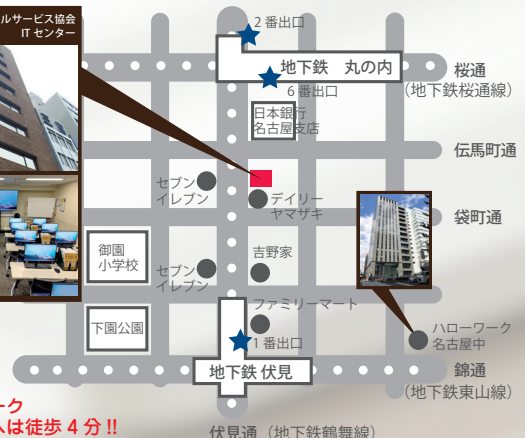 ルサービス協会
ITセンター
2番出口
地下鉄 丸の内
桜通
(地下鉄桜通線)
6番出口
日本銀行
名古屋支店
伝馬町通
セブン
イレブン
デイリー
ヤマザキ
袋町通
御園
小学校
吉野家
セブン
イレブン
ファミリーマート
下園公園
1番出口
ハローワーク
名古屋中
地下鉄 伏見
錦通
(地下鉄東山線)
ーク
へは徒歩4分!!
伏見通(地下鉄鶴舞線)